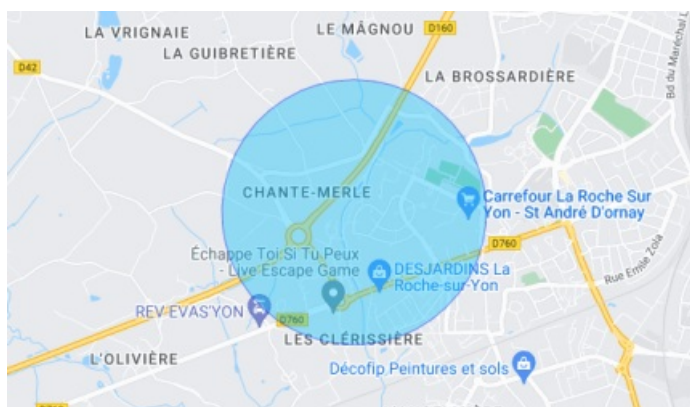 LA VRIGNAIE
LE MÂGNOU
D160
LA GUIBRETIÈRE
D42
LA BROSSARDIÈRE
Bd du Maréchal L
CHANTE-MERLE
Carrefour La Roche Sur
Yon - St André D'ornay
D760
Échappe Toi Si Tu Peux
- Live Escape Game
DESJARDINS La
Roche-sur-Yon
Rue Emile Zola
REV EVAS'YON
D760
LES CLÉRISSIÈRE
L'OLIVIÈRE
Décofip Peintures et sols